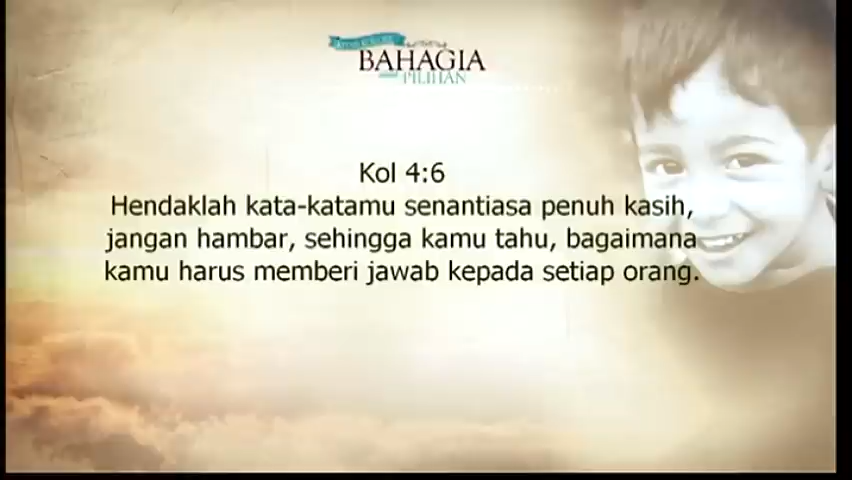 BAHAGIA
PILIHAN
Kol 4:6
Hendaklah kata-katamu senantiasa penuh kasih,
jangan hambar, sehingga kamu tahu, bagaimana
kamu harus memberi jawab kepada setiap orang.